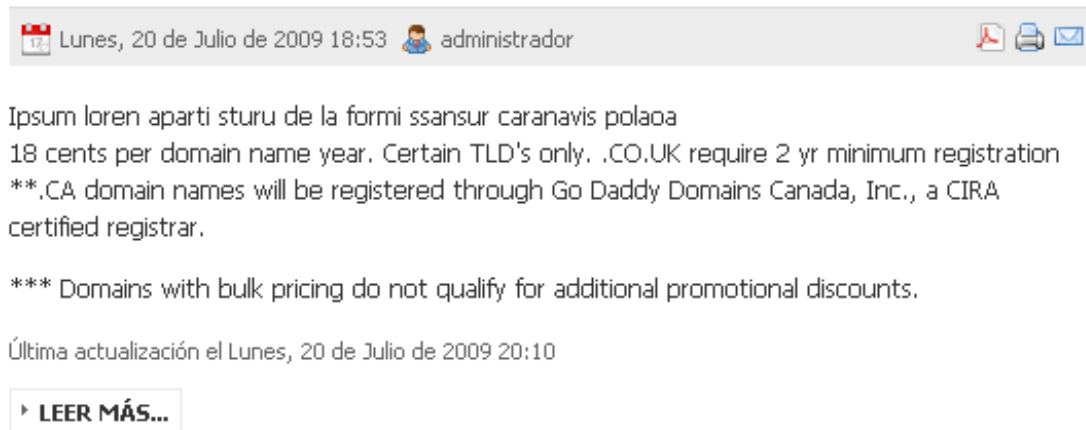 Lunes, 20 de Julio de 2009 18:53 administrador
Ipsum loren aparti sturu de la formi ssansur caranavis polaoa
18 cents per domain name year. Certain TLD's only. .CO.UK require 2 yr minimum registration
**.CA domain names will be registered through Go Daddy Domains Canada, Inc., a CIRA
certified registrar.
*** Domains with bulk pricing do not qualify for additional promotional discounts.
Última actualización el Lunes, 20 de Julio de 2009 20:10
LEER MÁS...